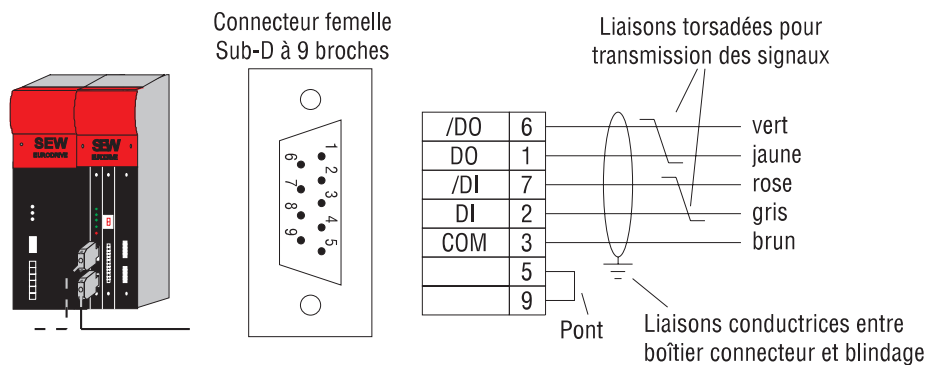 Connecteur femelle
Sub-D à 9 broches
Liaisons torsadées pour
transmission des signaux
SEW
EURODRIVE
SEW
EURODRIVE
1
6
2
7
3
8
4
9
5
/DO 6 vert
DO 1 jaune
/DI 7 rose
DI 2 gris
COM 3 brun
5
9
Pont
Liaisons conductrices entre
boîtier connecteur et blindage